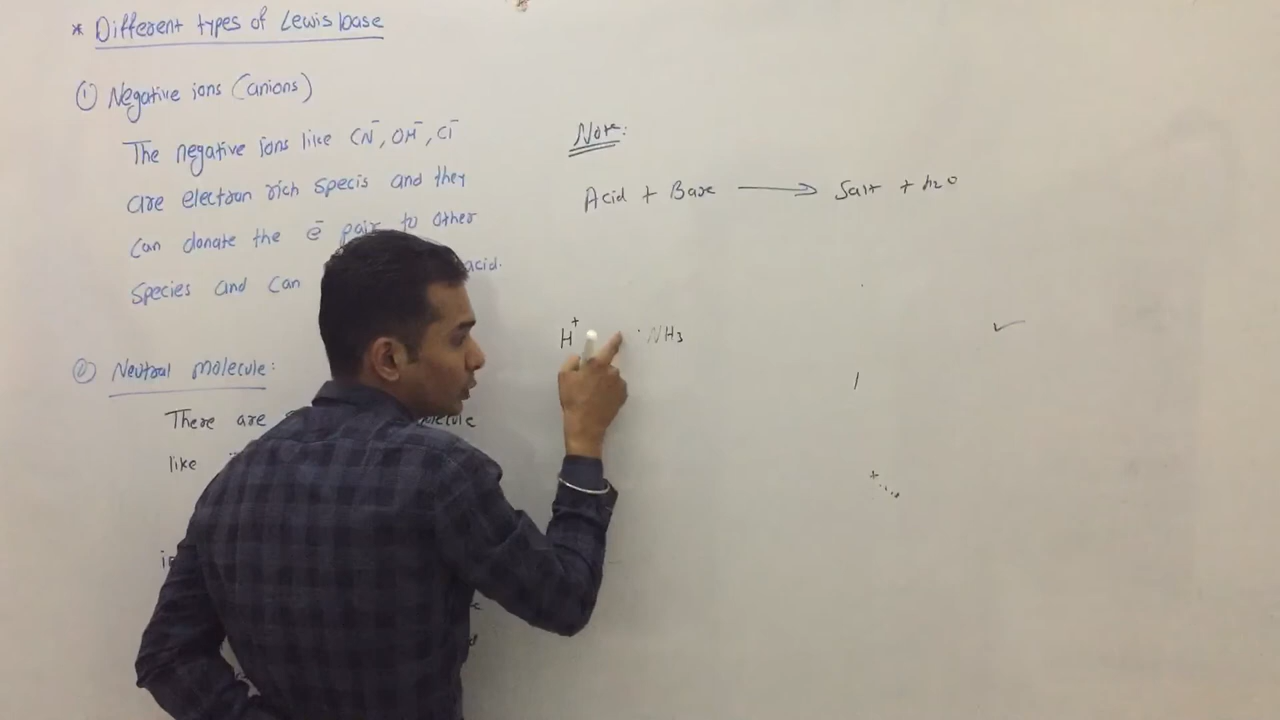 * Different types of Lewis base
① Negative ions (anions)
The negative ions like CN⁻, OH⁻, Cl⁻
are electron rich specis and they
can donate the e⁻ pair to other
species and can acid.
② Neutral molecule:
There are
like
Note:
Acid + Base ⟶ Salt + H2O
H⁺ NH3